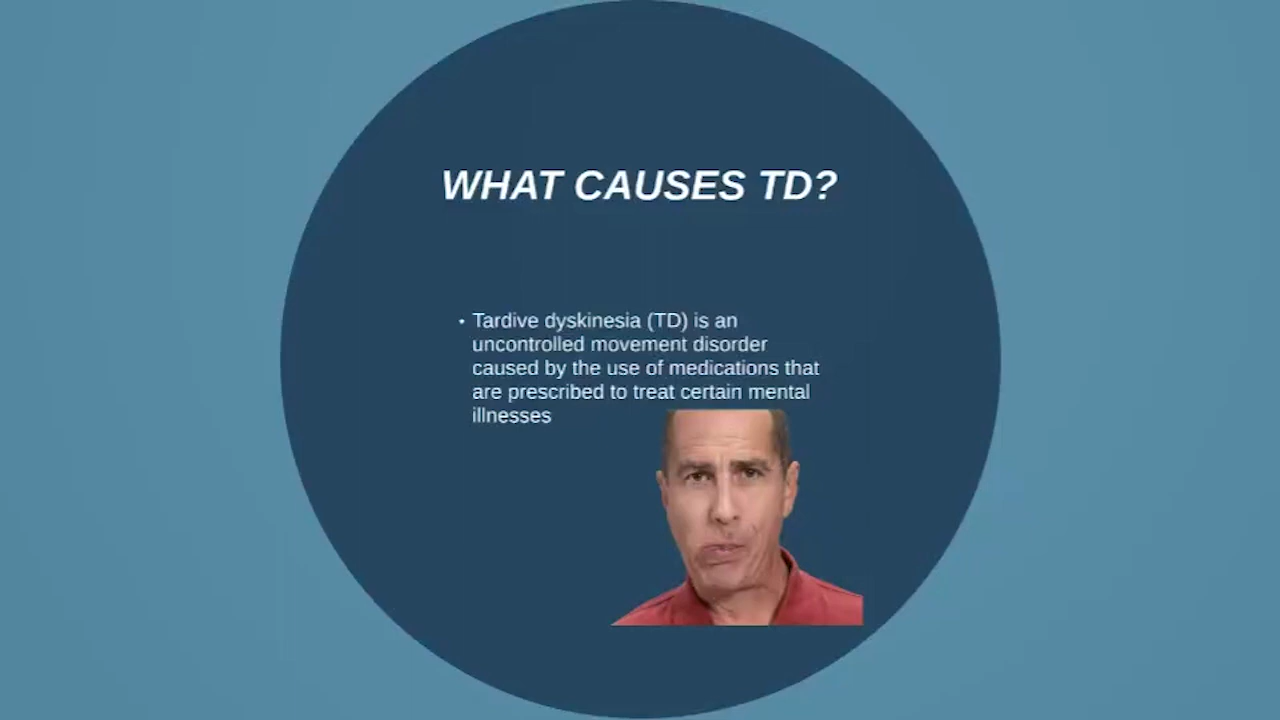 WHAT CAUSES TD?
• Tardive dyskinesia (TD) is an
uncontrolled movement disorder
caused by the use of medications that
are prescribed to treat certain mental
illnesses